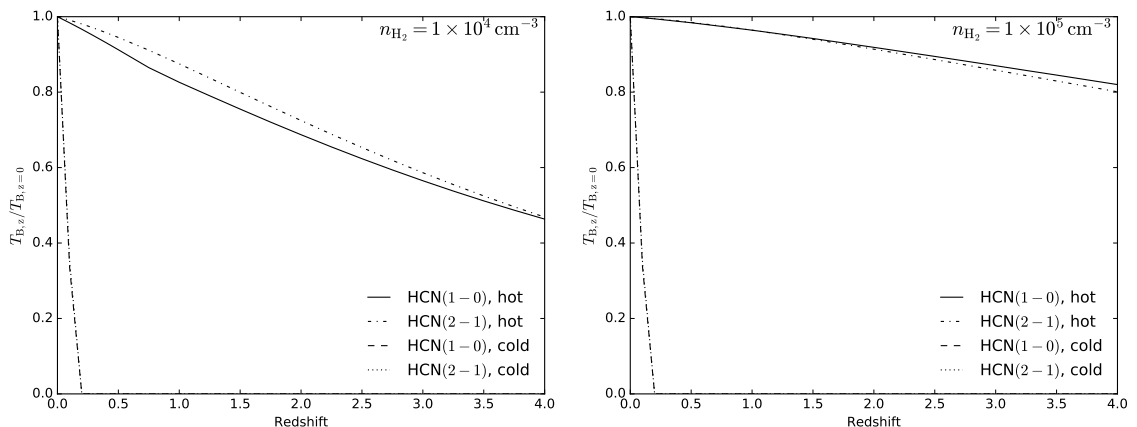 n_H₂ = 1 × 10⁴ cm⁻³
1.0
0.8
0.6
0.4
0.2
0.0
T_B,z/T_B,z=0
HCN(1−0), hot
HCN(2−1), hot
HCN(1−0), cold
HCN(2−1), cold
0.0 0.5 1.0 1.5 2.0 2.5 3.0 3.5 4.0
Redshift
n_H₂ = 1 × 10⁵ cm⁻³
1.0
0.8
0.6
0.4
0.2
0.0
T_B,z/T_B,z=0
HCN(1−0), hot
HCN(2−1), hot
HCN(1−0), cold
HCN(2−1), cold
0.0 0.5 1.0 1.5 2.0 2.5 3.0 3.5 4.0
Redshift